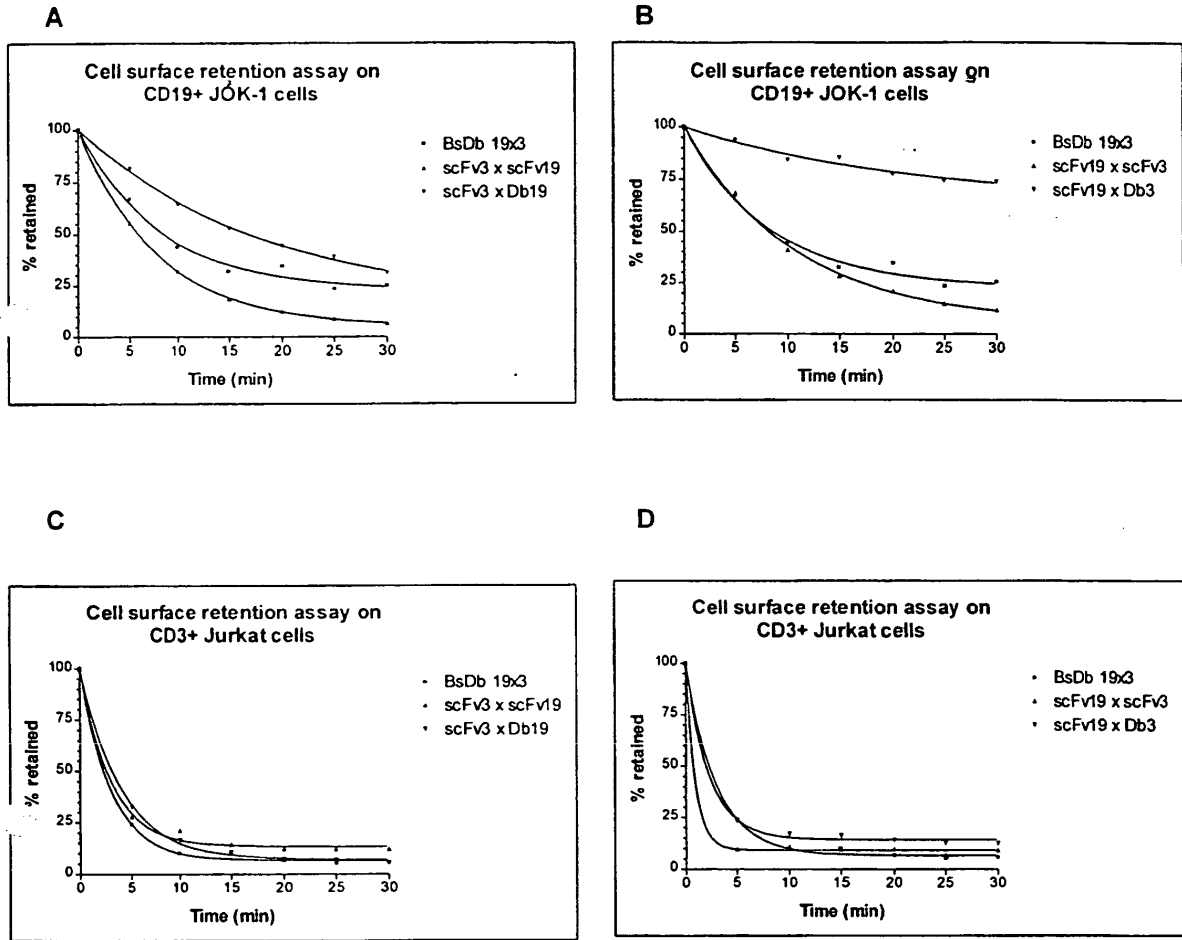 A
Cell surface retention assay on
CD19+ JOK-1 cells
% retained
100
75
50
25
0
0 5 10 15 20 25 30
Time (min)
BsDb 19x3
scFv3 x scFv19
scFv3 x Db19
B
Cell surface retention assay on
CD19+ JOK-1 cells
% retained
100
75
50
25
0
0 5 10 15 20 25 30
Time (min)
BsDb 19x3
scFv19 x scFv3
scFv19 x Db3
C
Cell surface retention assay on
CD3+ Jurkat cells
% retained
100
75
50
25
0
0 5 10 15 20 25 30
Time (min)
BsDb 19x3
scFv3 x scFv19
scFv3 x Db19
D
Cell surface retention assay on
CD3+ Jurkat cells
% retained
100
75
50
25
0
0 5 10 15 20 25 30
Time (min)
BsDb 19x3
scFv19 x scFv3
scFv19 x Db3